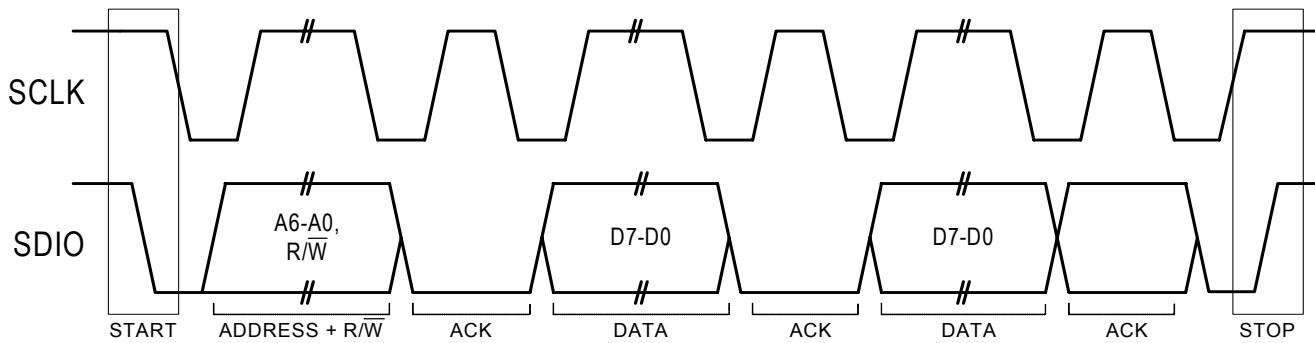 SCLK
SDIO
A6-A0,
R/W̅
D7-D0
D7-D0
START
ADDRESS + R/W̅
ACK
DATA
ACK
DATA
ACK
STOP